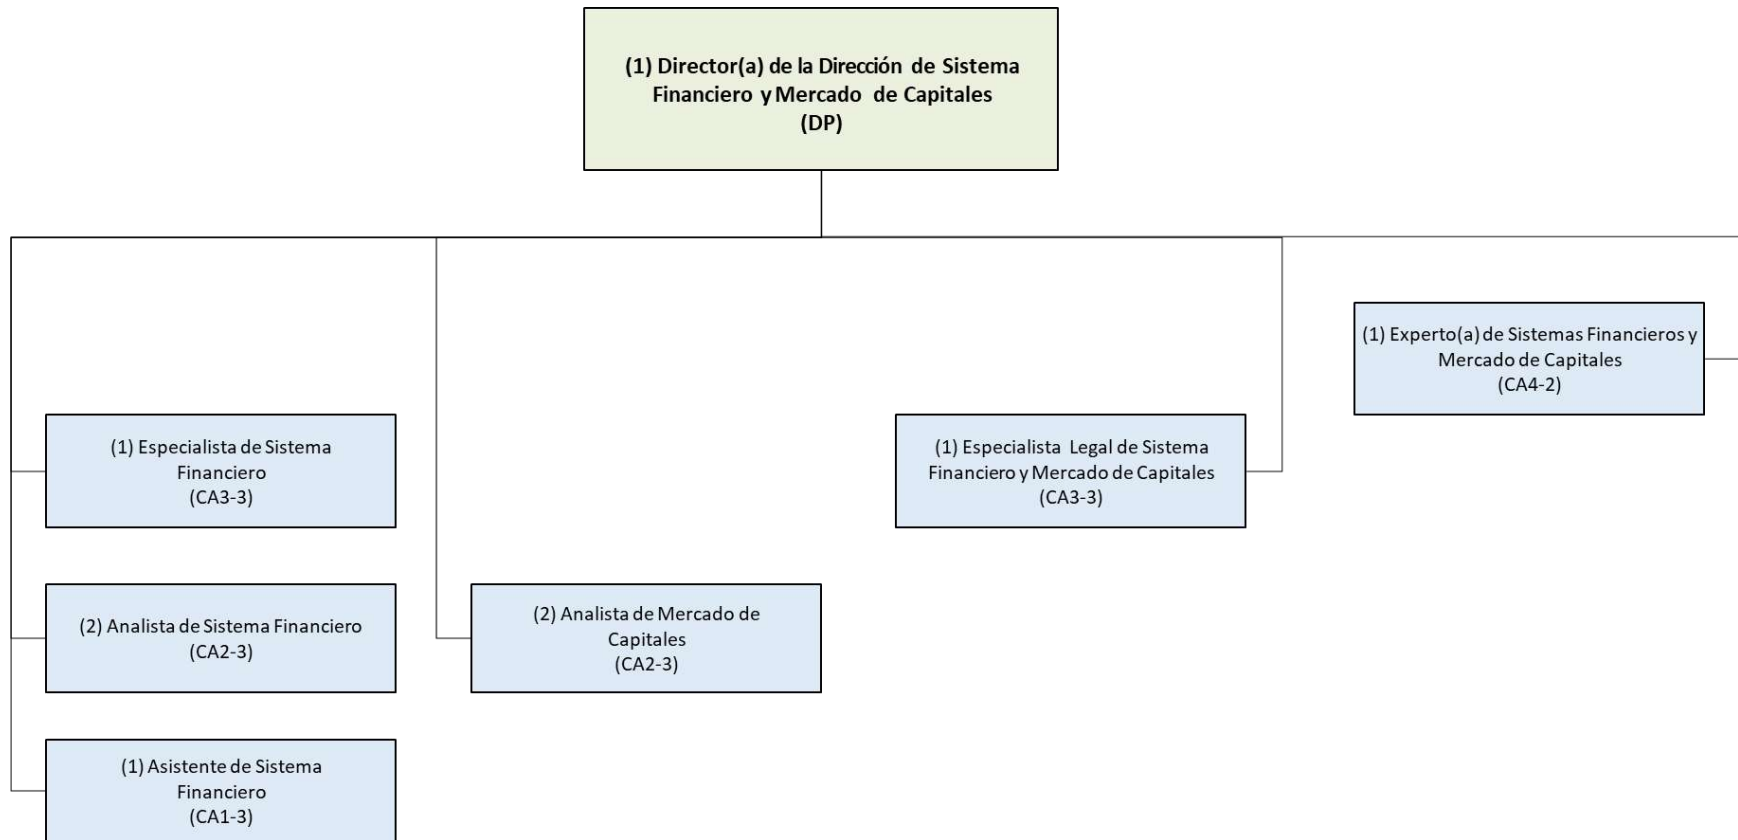 (1) Director(a) de la Dirección de Sistema
Financiero y Mercado de Capitales
(DP)
(1) Experto(a) de Sistemas Financieros y
Mercado de Capitales
(CA4-2)
(1) Especialista de Sistema
Financiero
(CA3-3)
(1) Especialista Legal de Sistema
Financiero y Mercado de Capitales
(CA3-3)
(2) Analista de Sistema Financiero
(CA2-3)
(2) Analista de Mercado de
Capitales
(CA2-3)
(1) Asistente de Sistema
Financiero
(CA1-3)